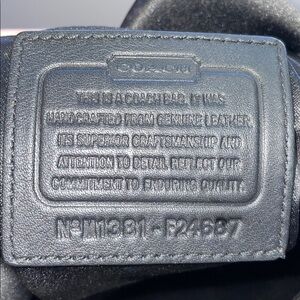 COACH
THIS IS A COACH BAG. IT WAS
HANDCRAFTED FROM GENUINE LEATHER.
ITS SUPERIOR CRAFTSMANSHIP AND
ATTENTION TO DETAIL REFLECT OUR
COMMITMENT TO ENDURING QUALITY.
Nº M1381-F24687